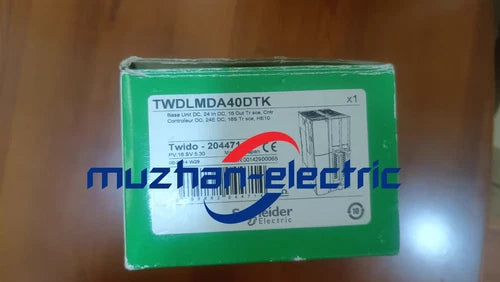 TWDLMDA40DTK
x1
Base Unit DC, 24 In DC, 16 Out Tr sce, Cntr
Controleur DC, 24E DC, 16S Tr sce, HE10
Twido - 204471
PV:16 SV 5.30
muzhan-electric
Schneider
Electric
10